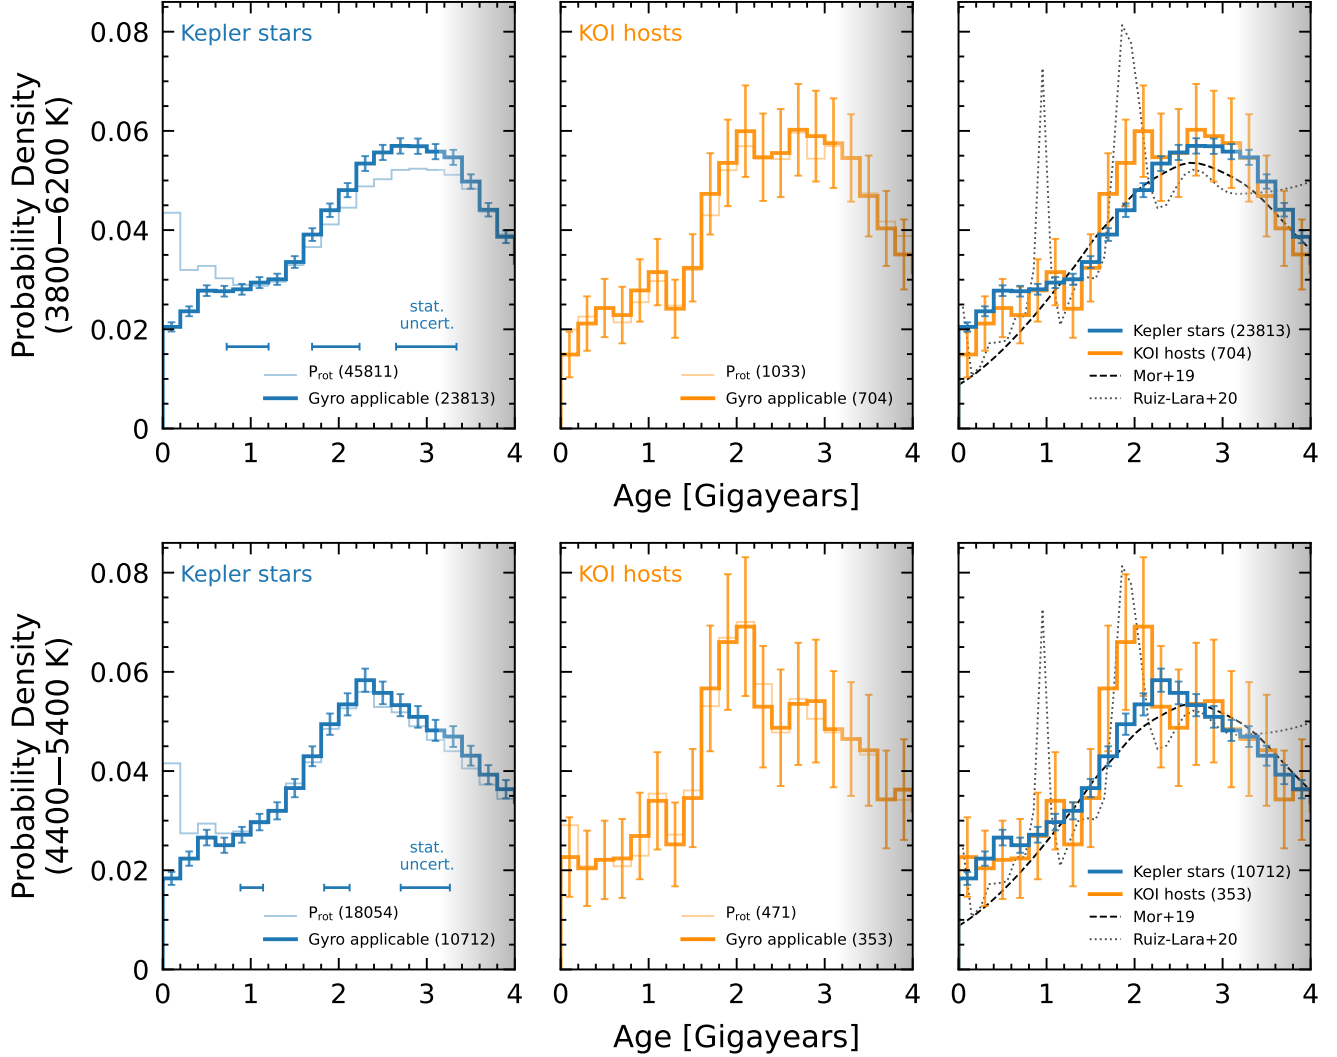 Probability Density
(3800—6200 K)
0.08
0.06
0.04
0.02
0
Kepler stars
stat.
uncert.
Prot (45811)
Gyro applicable (23813)
0 1 2 3 4
KOI hosts
Prot (1033)
Gyro applicable (704)
0 1 2 3 4
Kepler stars (23813)
KOI hosts (704)
Mor+19
Ruiz-Lara+20
0 1 2 3 4
Age [Gigayears]
Probability Density
(4400—5400 K)
0.08
0.06
0.04
0.02
0
Kepler stars
stat.
uncert.
Prot (18054)
Gyro applicable (10712)
0 1 2 3 4
KOI hosts
Prot (471)
Gyro applicable (353)
0 1 2 3 4
Kepler stars (10712)
KOI hosts (353)
Mor+19
Ruiz-Lara+20
0 1 2 3 4
Age [Gigayears]